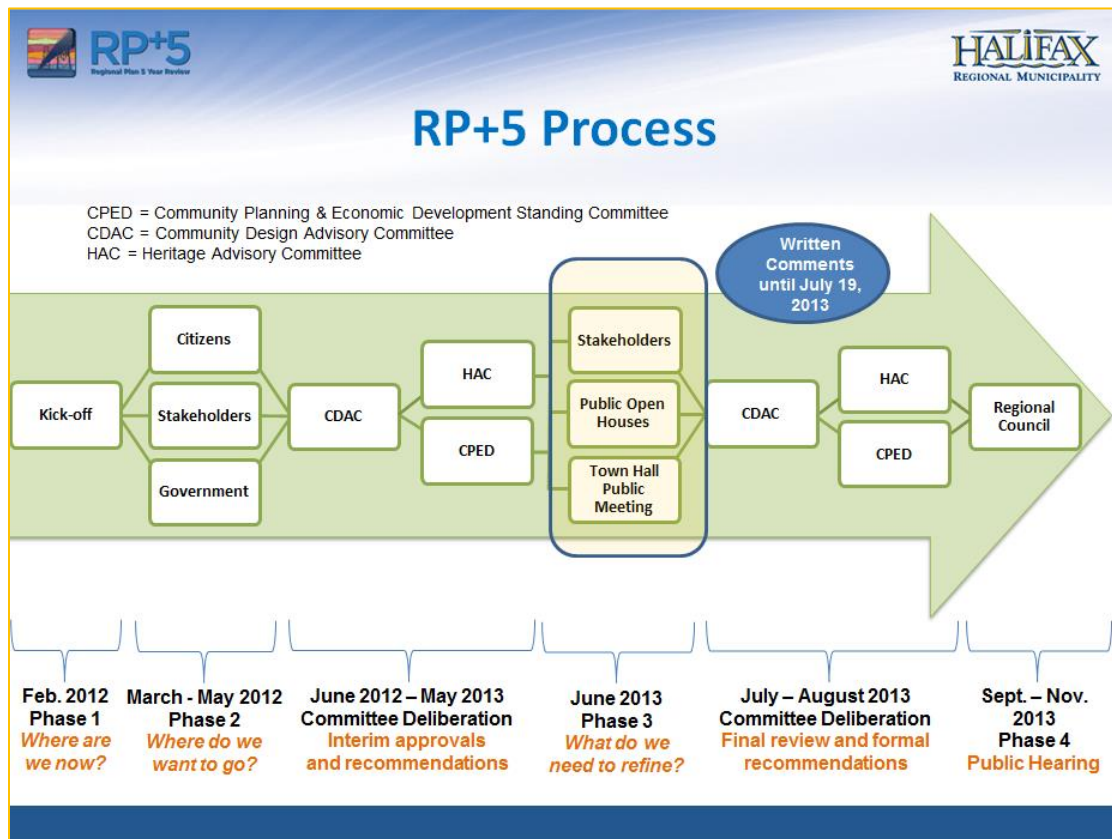 RP+5
Regional Plan 5 Year Review
HALIFAX
REGIONAL MUNICIPALITY
RP+5 Process
CPED = Community Planning & Economic Development Standing Committee
CDAC = Community Design Advisory Committee
HAC = Heritage Advisory Committee
Written
Comments
until July 19,
2013
Kick-off
Citizens
Stakeholders
Government
CDAC
HAC
CPED
Stakeholders
Public Open
Houses
Town Hall
Public
Meeting
CDAC
HAC
CPED
Regional
Council
Feb. 2012
Phase 1
Where are
we now?
March - May 2012
Phase 2
Where do we
want to go?
June 2012 – May 2013
Committee Deliberation
Interim approvals
and recommendations
June 2013
Phase 3
What do we
need to refine?
July – August 2013
Committee Deliberation
Final review and formal
recommendations
Sept. – Nov.
2013
Phase 4
Public Hearing